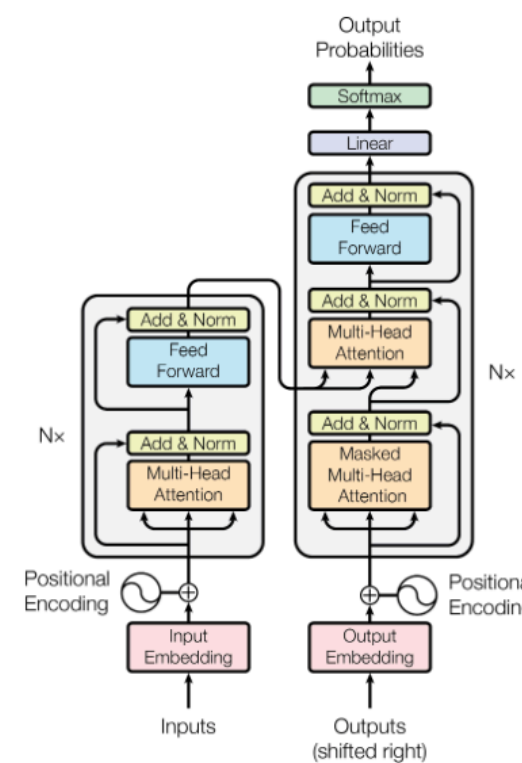 Output
Probabilities
Softmax
Linear
Add & Norm
Feed
Forward
Add & Norm
Multi-Head
Attention
Nx
Add & Norm
Masked
Multi-Head
Attention
Add & Norm
Feed
Forward
Nx
Add & Norm
Multi-Head
Attention
Positional
Encoding
Positiona
Encodin
Input
Embedding
Output
Embedding
Inputs
Outputs
(shifted right)